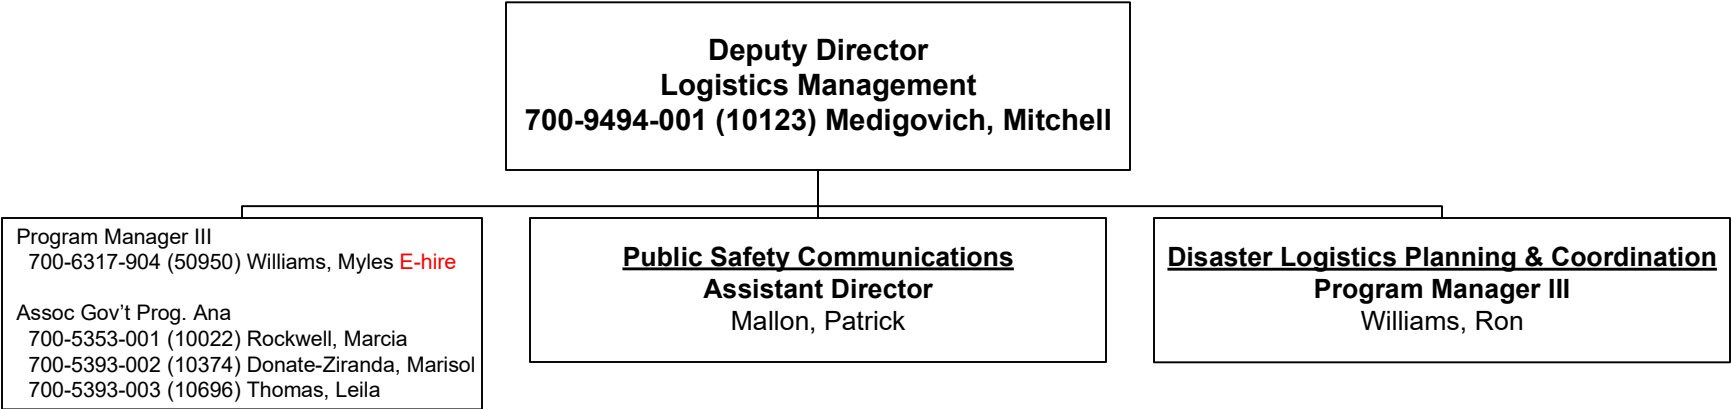 Deputy Director
Logistics Management
700-9494-001 (10123) Medigovich, Mitchell
Program Manager III
700-6317-904 (50950) Williams, Myles E-hire
Assoc Gov’t Prog. Ana
700-5353-001 (10022) Rockwell, Marcia
700-5393-002 (10374) Donate-Ziranda, Marisol
700-5393-003 (10696) Thomas, Leila
Public Safety Communications
Assistant Director
Mallon, Patrick
Disaster Logistics Planning & Coordination
Program Manager III
Williams, Ron